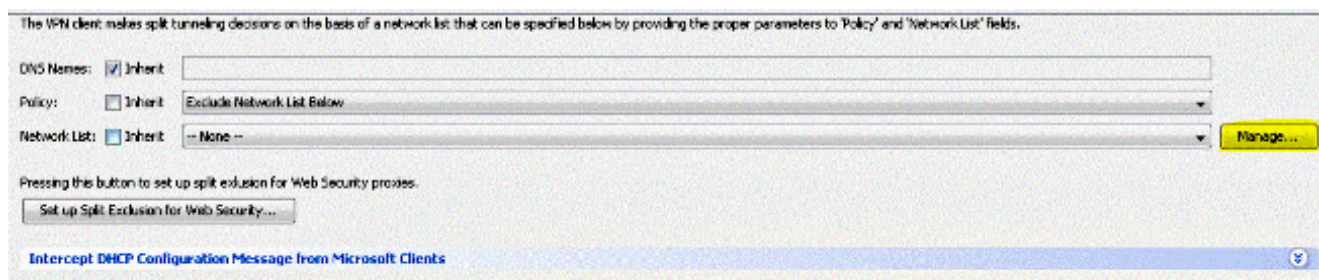 The VPN client makes split tunneling decisions on the basis of a network list that can be specified below by providing the proper parameters to 'Policy' and 'Network List' fields.
DNS Names: Inherit
Policy: Inherit Exclude Network List Below
Network List: Inherit -- None -- Manage...
Pressing this button to set up split exlusion for Web Security proxies.
Set up Split Exclusion for Web Security...
Intercept DHCP Configuration Message from Microsoft Clients